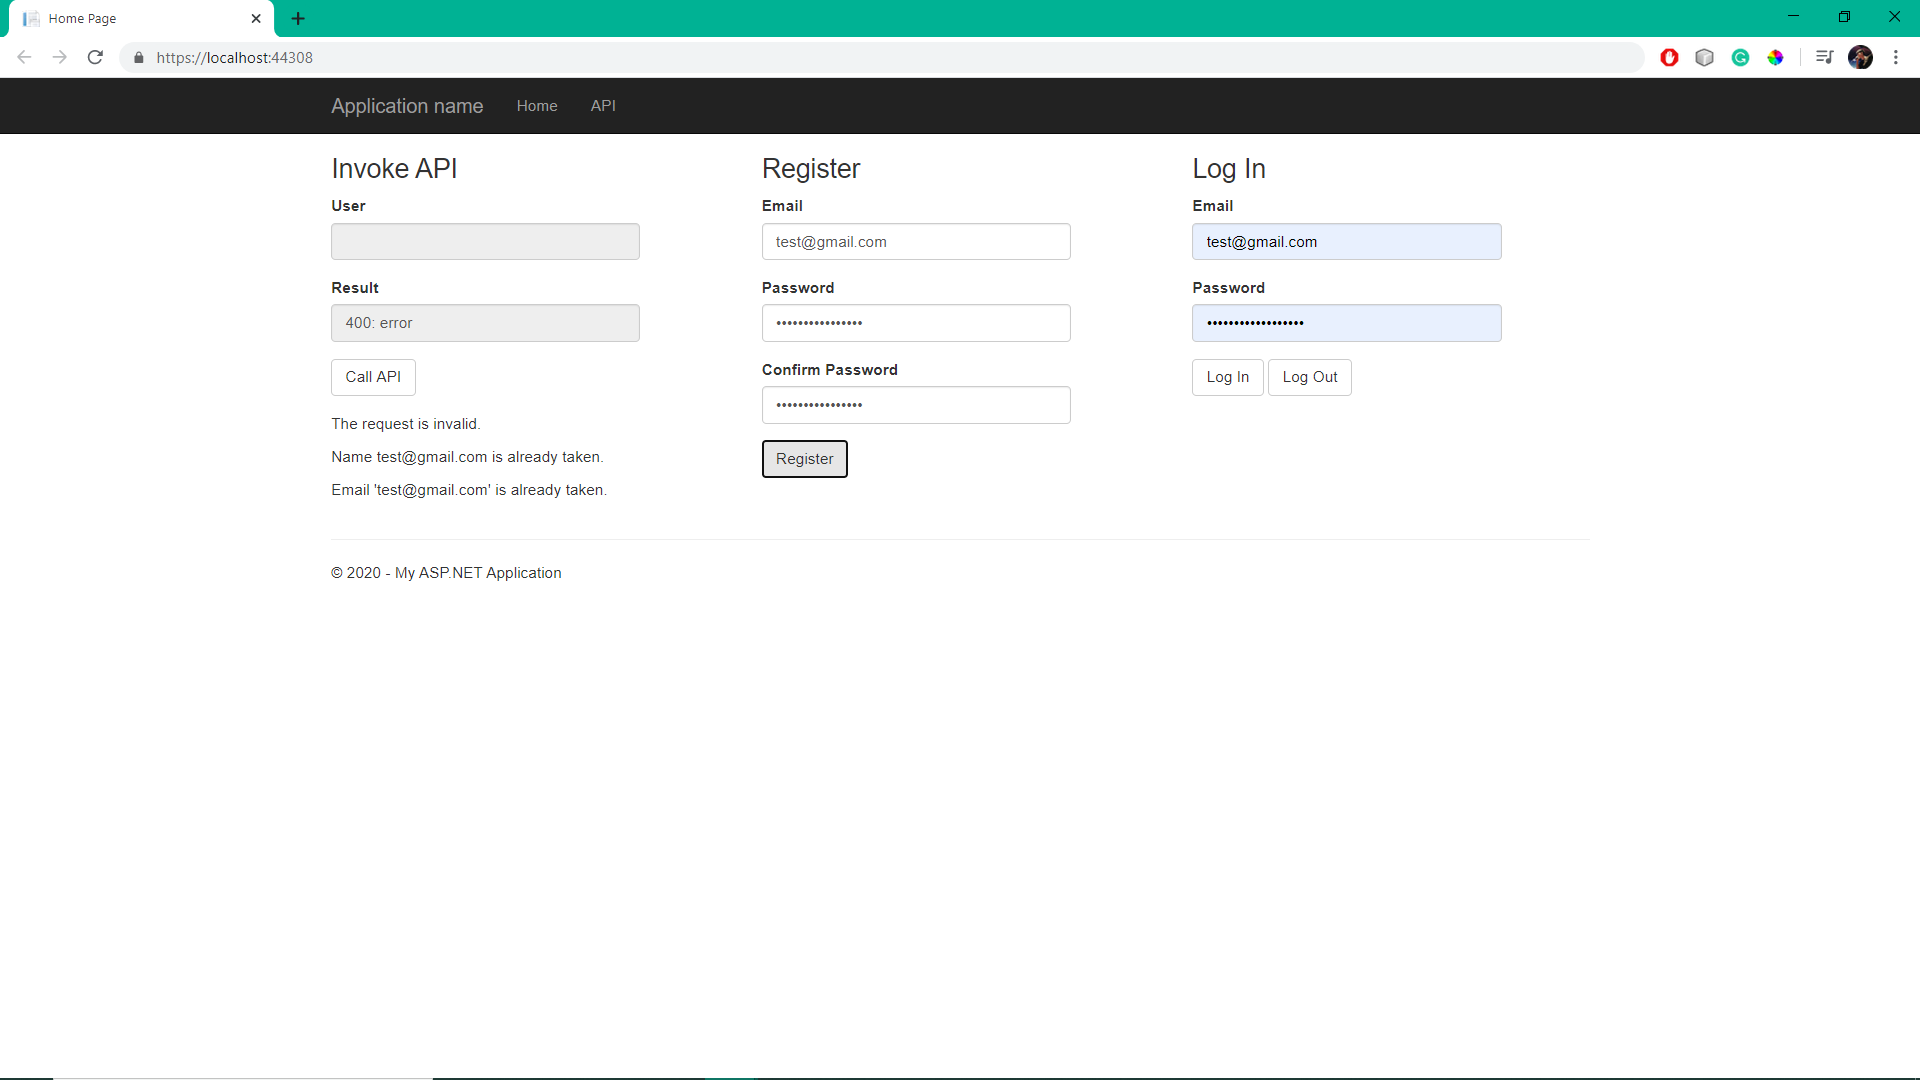 Home Page
https://localhost:44308
Application name Home API
Invoke API
User
Result
400: error
Call API
The request is invalid.
Name test@gmail.com is already taken.
Email 'test@gmail.com' is already taken.
Register
Email
test@gmail.com
Password
••••••••••••••••
Confirm Password
••••••••••••••••
Register
Log In
Email
test@gmail.com
Password
••••••••••••••••••
Log In Log Out
© 2020 - My ASP.NET Application